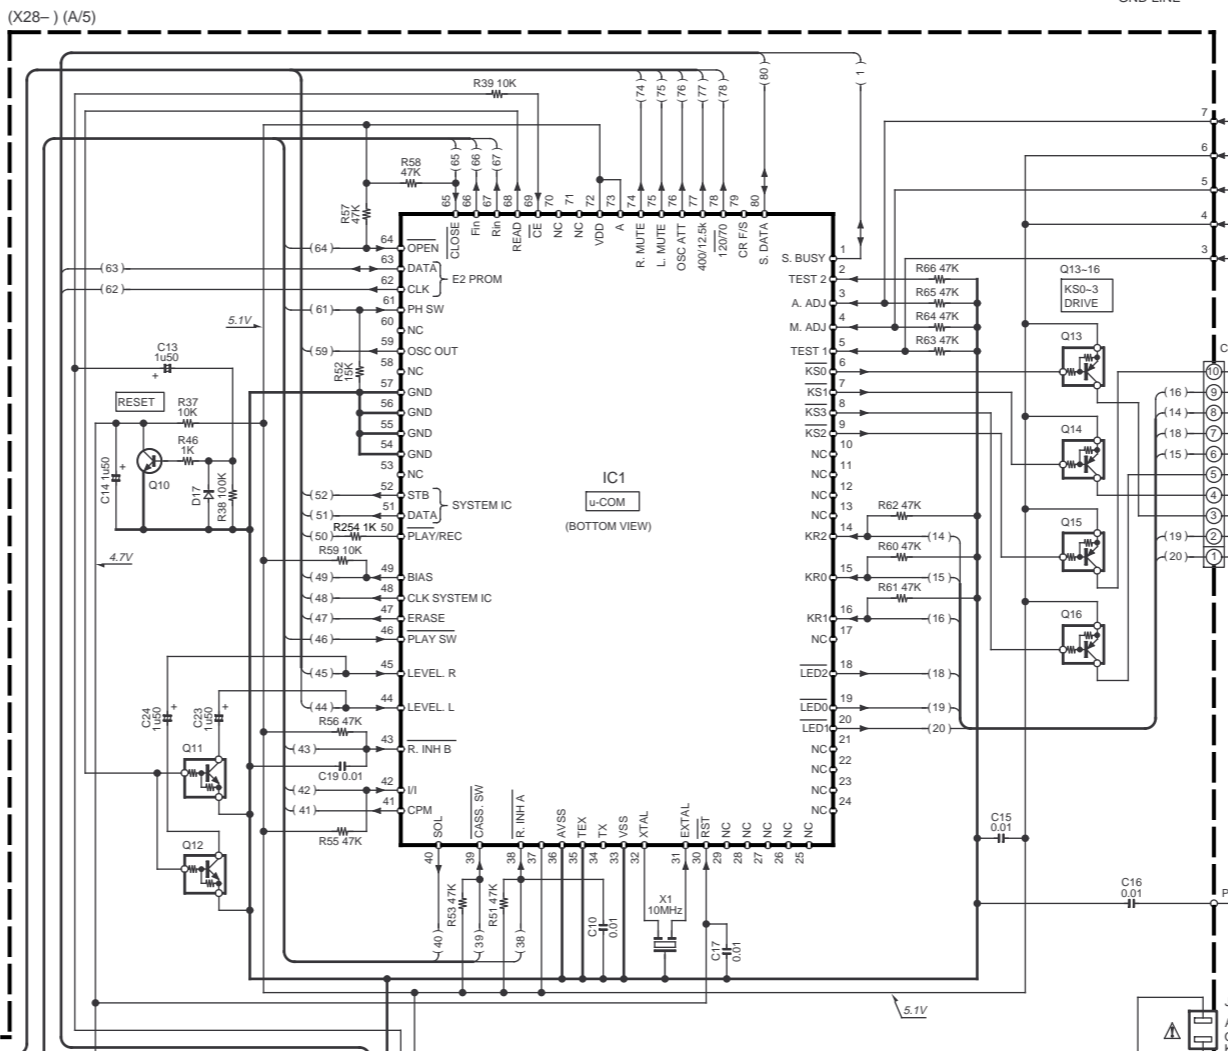 GND LINE
(X28– ) (A/5)
R39 10K
(65)
(66)
(67)
(74)
(75)
(76)
(77)
(78)
(80)
(1)
7
6
5
4
3
R58
47K
R57
47K
65
66
67
68
69
70
71
72
73
74
75
76
77
78
79
80
CLOSE
Fin
Rin
READ
CE
NC
NC
VDD
A
R. MUTE
L. MUTE
OSC ATT
400/12.5k
120/70
CR F/S
S. DATA
(64)
64
OPEN
(63)
63
DATA
E2 PROM
(62)
62
CLK
(61)
61
PH SW
60
NC
(59)
59
OSC OUT
58
NC
R52
15K
57
GND
56
GND
55
GND
54
GND
53
NC
(52)
52
STB
SYSTEM IC
(51)
51
DATA
(50)
R254 1K
50
PLAY/REC
R59 10K
(49)
49
BIAS
(48)
48
CLK SYSTEM IC
(47)
47
ERASE
(46)
46
PLAY SW
(45)
45
LEVEL. R
(44)
44
LEVEL. L
R56 47K
(43)
43
R. INH B
C19 0.01
(42)
42
I/I
(41)
41
CPM
R55 47K
5.1V
C13
1u50
+
RESET
R37
10K
R46
1K
C14 1u50
+
Q10
D17
R38 100K
4.7V
C24
1u50
+
C23
1u50
+
Q11
Q12
IC1
u-COM
(BOTTOM VIEW)
S. BUSY
1
TEST 2
2
R66 47K
A. ADJ
3
R65 47K
M. ADJ
4
R64 47K
TEST 1
5
R63 47K
KS0
6
KS1
7
KS3
8
KS2
9
NC
10
NC
11
NC
12
NC
13
R62 47K
KR2
14
(14)
R60 47K
KR0
15
(15)
R61 47K
KR1
16
(16)
NC
17
LED2
18
(18)
LED0
19
(19)
LED1
20
(20)
NC
21
NC
22
NC
23
NC
24
Q13~16
KS0~3
DRIVE
Q13
Q14
Q15
Q16
C
10
(16)
9
(14)
8
(18)
7
(15)
6
5
4
3
(19)
2
(20)
1
SOL
CASS. SW
R. INH A
AVSS
TEX
TX
VSS
XTAL
EXTAL
RST
NC
NC
NC
NC
NC
40
39
38
37
36
35
34
33
32
31
30
29
28
27
26
25
R53 47K
R51 47K
C10
0.01
X1
10MHz
C17
0.01
(40)
(39)
(38)
C15
0.01
C16
0.01
P
5.1V